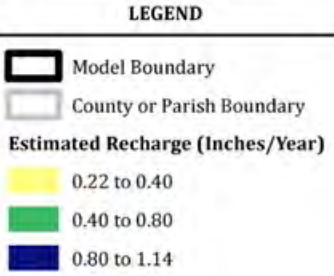 LEGEND
Model Boundary
County or Parish Boundary
Estimated Recharge (Inches/Year)
0.22 to 0.40
0.40 to 0.80
0.80 to 1.14